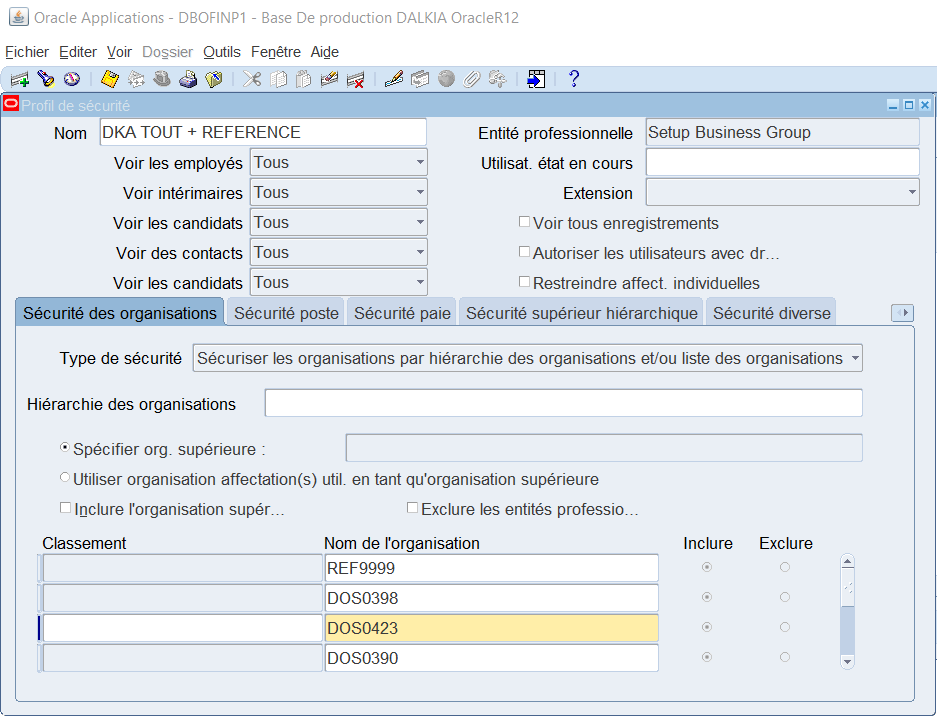 Oracle Applications - DBOFINP1 - Base De production DALKIA OracleR12
Fichier Editer Voir Dossier Outils Fenêtre Aide
?
Profil de sécurité
Nom DKA TOUT + REFERENCE Entité professionnelle Setup Business Group
Voir les employés Tous Utilisat. état en cours
Voir intérimaires Tous Extension
Voir les candidats Tous Voir tous enregistrements
Voir des contacts Tous Autoriser les utilisateurs avec dr...
Voir les candidats Tous Restreindre affect. individuelles
Sécurité des organisations Sécurité poste Sécurité paie Sécurité supérieur hiérarchique Sécurité diverse
Type de sécurité Sécuriser les organisations par hiérarchie des organisations et/ou liste des organisations
Hiérarchie des organisations
Spécifier org. supérieure :
Utiliser organisation affectation(s) util. en tant qu'organisation supérieure
Inclure l'organisation supér... Exclure les entités professio...
Classement Nom de l'organisation Inclure Exclure
REF9999
DOS0398
DOS0423
DOS0390